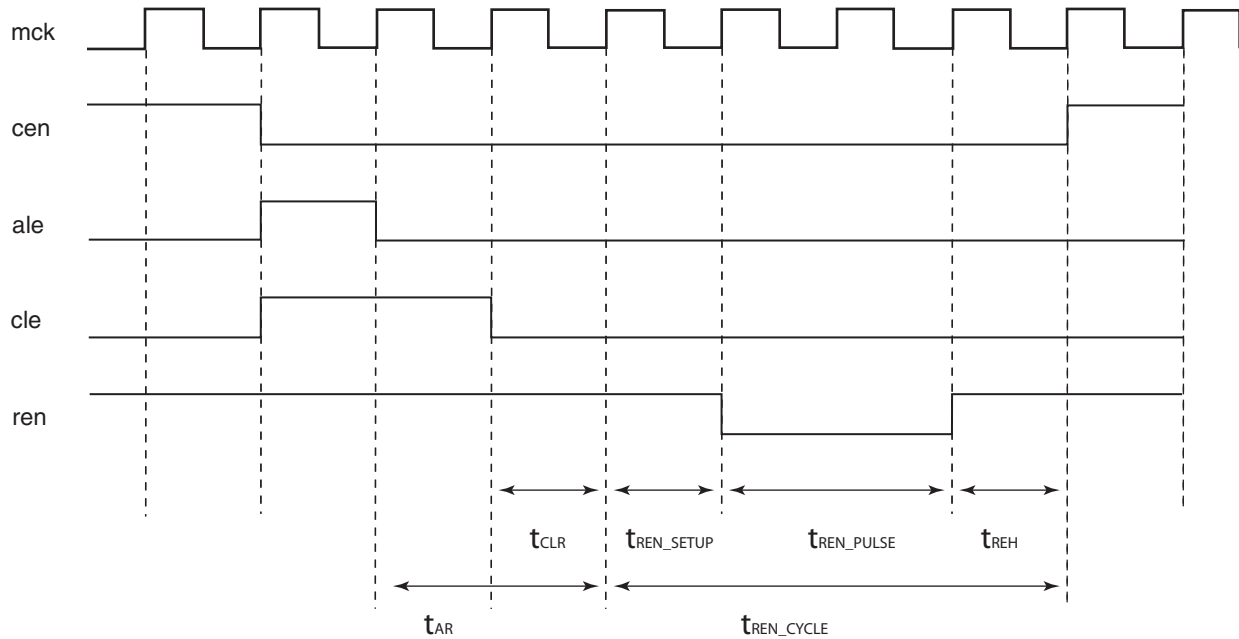 mck
cen
ale
cle
ren
tCLR tREN_SETUP tREN_PULSE tREH
tAR tREN_CYCLE